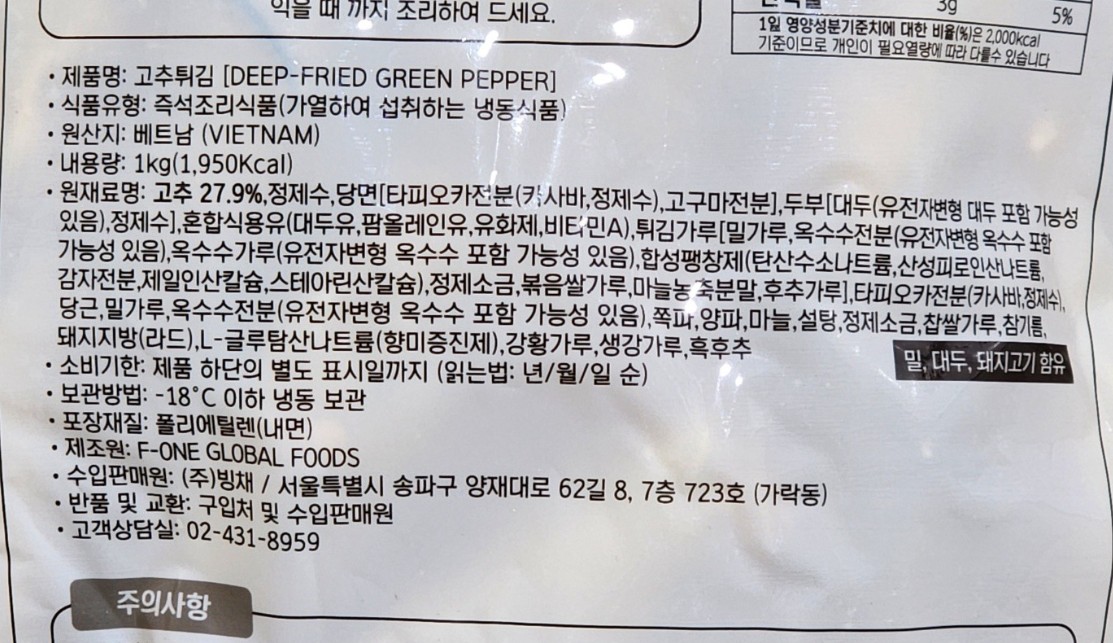 익을 때 까지 조리하여 드세요.
3g 5%
1일 영양성분기준치에 대한 비율(%)은 2,000kcal
기준이므로 개인이 필요열량에 따라 다를수 있습니다
• 제품명: 고추튀김 [DEEP-FRIED GREEN PEPPER]
• 식품유형: 즉석조리식품(가열하여 섭취하는 냉동식품)
• 원산지: 베트남 (VIETNAM)
• 내용량: 1kg(1,950Kcal)
• 원재료명: 고추 27.9%,정제수,당면[타피오카전분(카사바,정제수),고구마전분],두부[대두(유전자변형 대두 포함 가능성
있음),정제수],혼합식용유(대두유,팜올레인유,유화제,비타민A),튀김가루[밀가루,옥수수전분(유전자변형 옥수수 포함
가능성 있음),옥수수가루(유전자변형 옥수수 포함 가능성 있음),합성팽창제(탄산수소나트륨,산성피로인산나트륨,
감자전분,제일인산칼슘,스테아린산칼슘),정제소금,볶음쌀가루,마늘농축분말,후추가루],타피오카전분(카사바,정제수),
당근,밀가루,옥수수전분(유전자변형 옥수수 포함 가능성 있음),쪽파,양파,마늘,설탕,정제소금,찹쌀가루,참기름,
돼지지방(라드),L-글루탐산나트륨(향미증진제),강황가루,생강가루,흑후추
밀, 대두, 돼지고기 함유
• 소비기한: 제품 하단의 별도 표시일까지 (읽는법: 년/월/일 순)
• 보관방법: -18°C 이하 냉동 보관
• 포장재질: 폴리에틸렌(내면)
• 제조원: F-ONE GLOBAL FOODS
• 수입판매원: (주)빙채 / 서울특별시 송파구 양재대로 62길 8, 7층 723호 (가락동)
• 반품 및 교환: 구입처 및 수입판매원
• 고객상담실: 02-431-8959
주의사항